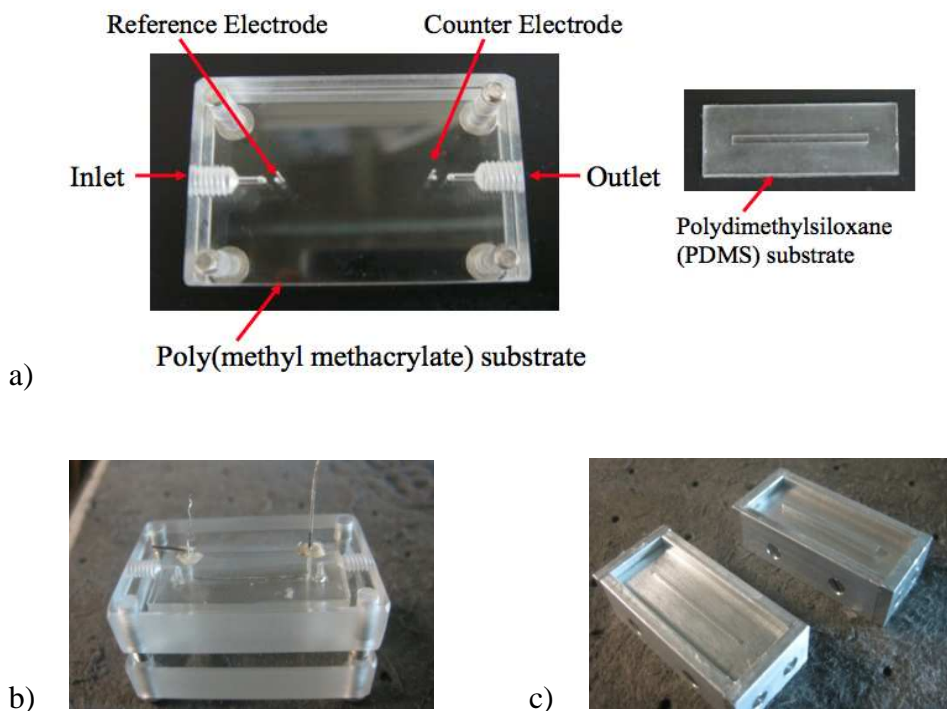 Reference Electrode
Counter Electrode
Inlet
Outlet
Polydimethylsiloxane
(PDMS) substrate
Poly(methyl methacrylate) substrate
a)
b)
c)